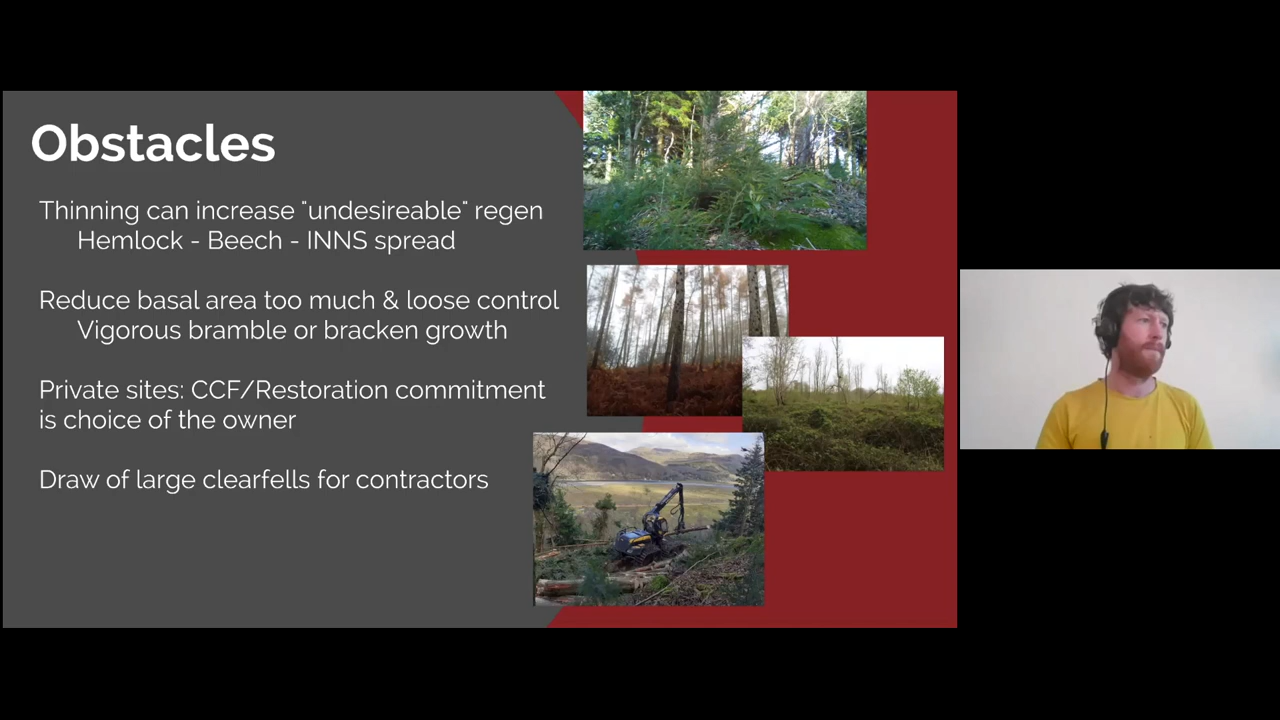 Obstacles
Thinning can increase "undesireable" regen
Hemlock - Beech - INNS spread
Reduce basal area too much & loose control
Vigorous bramble or bracken growth
Private sites: CCF/Restoration commitment
is choice of the owner
Draw of large clearfells for contractors